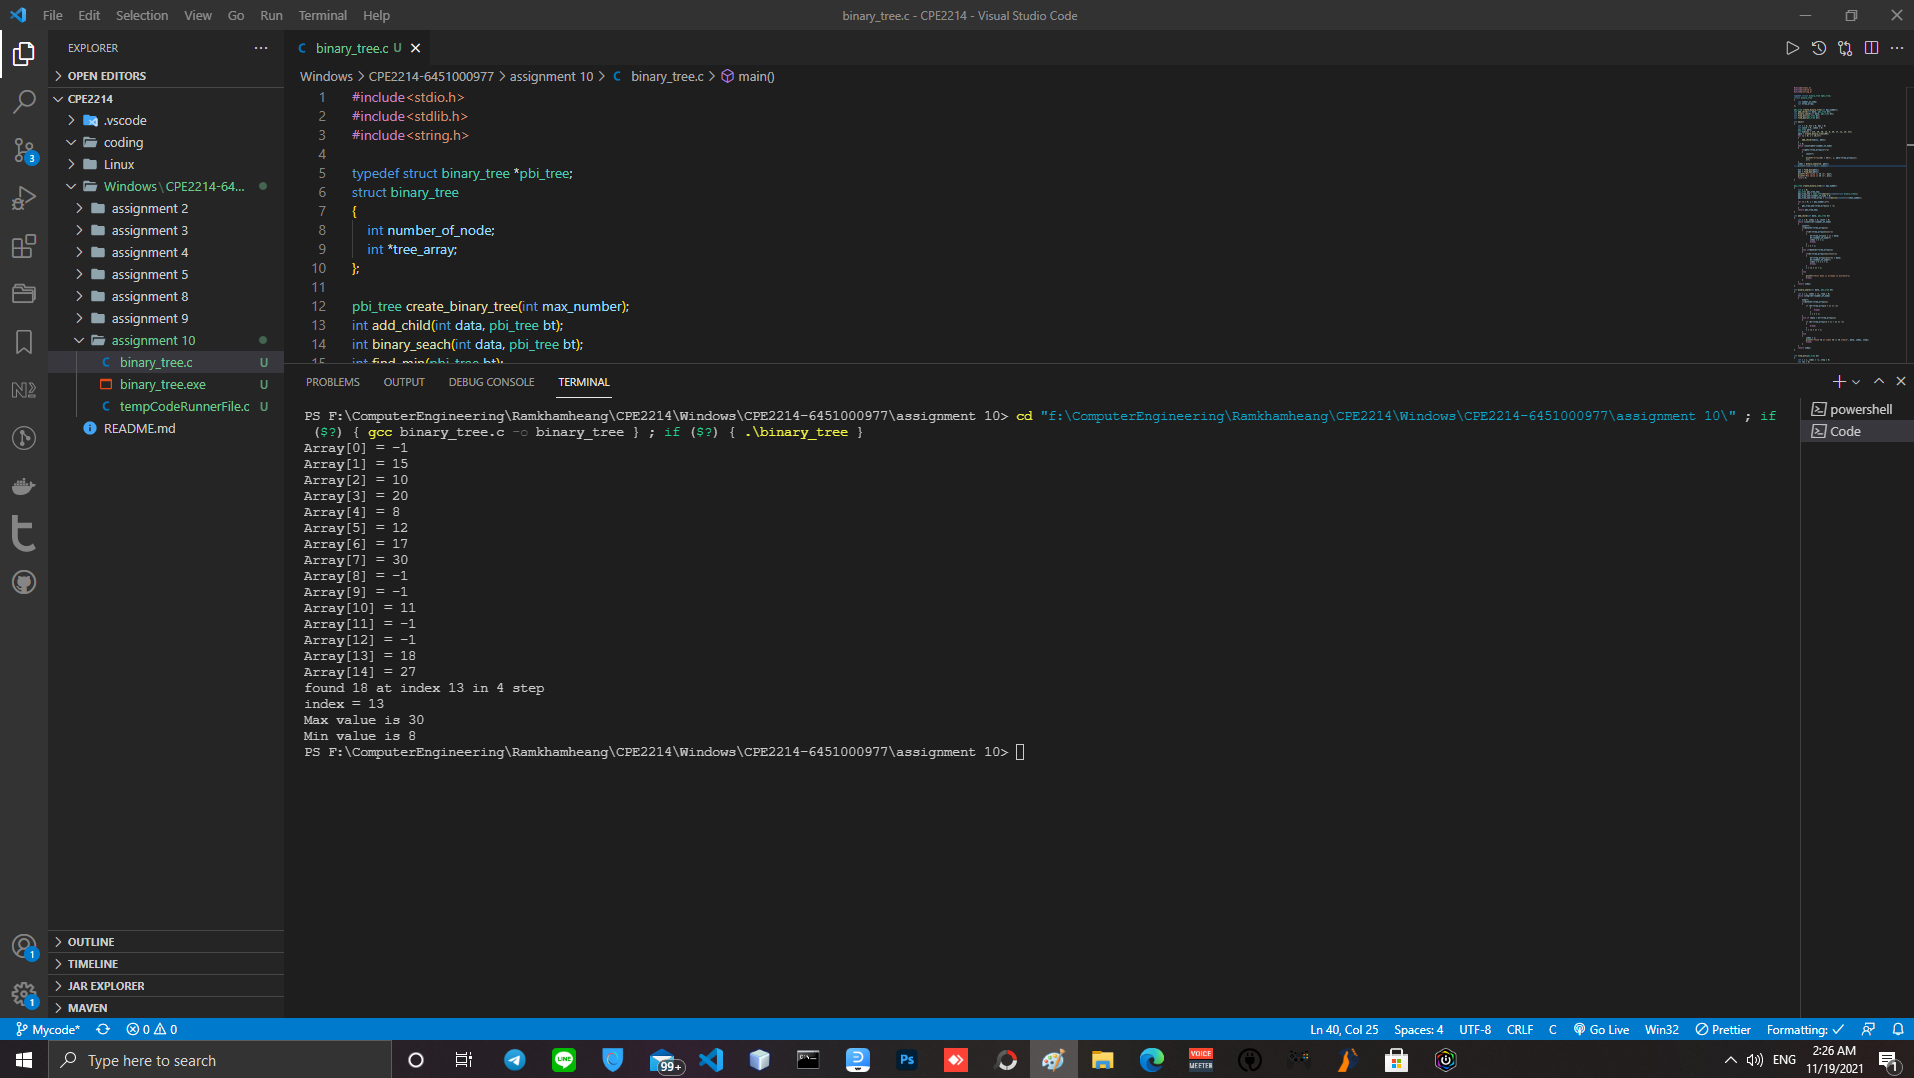 File Edit Selection View Go Run Terminal Help
binary_tree.c - CPE2214 - Visual Studio Code
EXPLORER
OPEN EDITORS
CPE2214
.vscode
coding
Linux
Windows\CPE2214-64...
assignment 2
assignment 3
assignment 4
assignment 5
assignment 8
assignment 9
assignment 10
C binary_tree.c U
binary_tree.exe U
C tempCodeRunnerFile.c U
README.md
OUTLINE
TIMELINE
JAR EXPLORER
MAVEN
3
1
1
C binary_tree.c U
Windows > CPE2214-6451000977 > assignment 10 > C binary_tree.c > main()
1 #include<stdio.h>
2 #include<stdlib.h>
3 #include<string.h>
4
5 typedef struct binary_tree *pbi_tree;
6 struct binary_tree
7 {
8 int number_of_node;
9 int *tree_array;
10 };
11
12 pbi_tree create_binary_tree(int max_number);
13 int add_child(int data, pbi_tree bt);
14 int binary_seach(int data, pbi_tree bt);
15 int find_min(pbi_tree bt);
PROBLEMS OUTPUT DEBUG CONSOLE TERMINAL
powershell
Code
PS F:\ComputerEngineering\Ramkhamheang\CPE2214\Windows\CPE2214-6451000977\assignment 10> cd "f:\ComputerEngineering\Ramkhamheang\CPE2214\Windows\CPE2214-6451000977\assignment 10\" ; if
($?) { gcc binary_tree.c -o binary_tree } ; if ($?) { .\binary_tree }
Array[0] = -1
Array[1] = 15
Array[2] = 10
Array[3] = 20
Array[4] = 8
Array[5] = 12
Array[6] = 17
Array[7] = 30
Array[8] = -1
Array[9] = -1
Array[10] = 11
Array[11] = -1
Array[12] = -1
Array[13] = 18
Array[14] = 27
found 18 at index 13 in 4 step
index = 13
Max value is 30
Min value is 8
PS F:\ComputerEngineering\Ramkhamheang\CPE2214\Windows\CPE2214-6451000977\assignment 10>
Mycode* 0 0
Ln 40, Col 25 Spaces: 4 UTF-8 CRLF C Go Live Win32 Prettier Formatting: ✓
Type here to search
LINE
99+
Ps
VOICE
MEETER
ENG
2:26 AM
11/19/2021
1